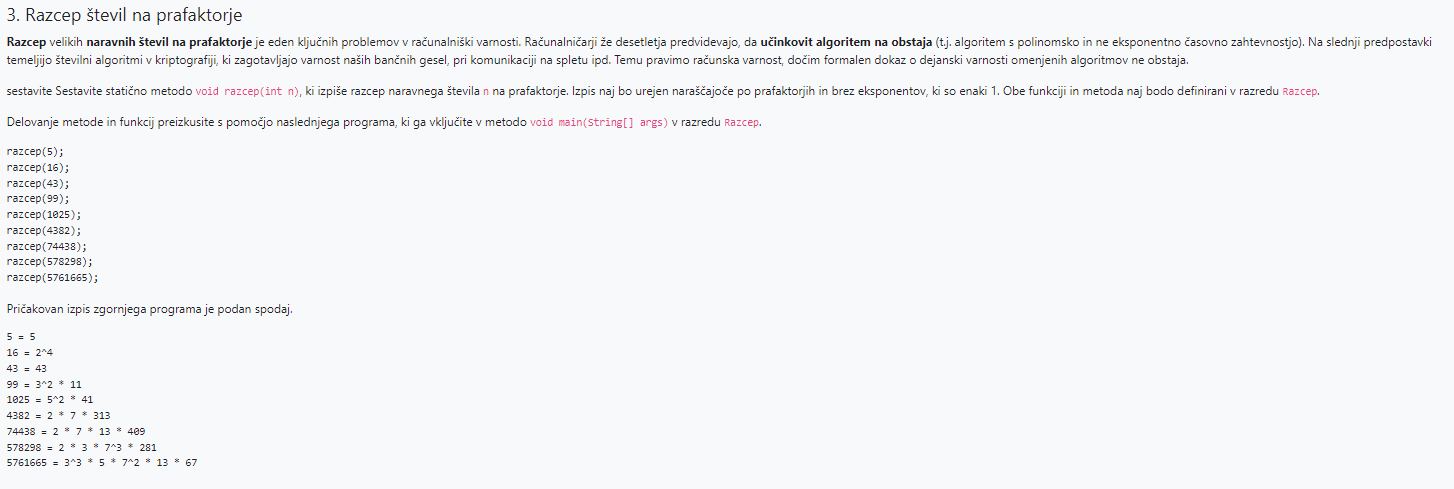 3. Razcep števil na prafaktorje
Razcep velikih naravnih števil na prafaktorje je eden ključnih problemov v računalniški varnosti. Računalničarji že desetletja predvidevajo, da učinkovit algoritem na obstaja (t.j. algoritem s polinomsko in ne eksponentno časovno zahtevnostjo). Na slednji predpostavki
temeljijo številni algoritmi v kriptografiji, ki zagotavljajo varnost naših bančnih gesel, pri komunikaciji na spletu ipd. Temu pravimo računska varnost, dočim formalen dokaz o dejanski varnosti omenjenih algoritmov ne obstaja.
sestavite Sestavite statično metodo void razcep(int n), ki izpiše razcep naravnega števila n na prafaktorje. Izpis naj bo urejen naraščajoče po prafaktorjih in brez eksponentov, ki so enaki 1. Obe funkciji in metoda naj bodo definirani v razredu Razcep.
Delovanje metode in funkcij preizkusite s pomočjo naslednjega programa, ki ga vključite v metodo void main(String[] args) v razredu Razcep.
razcep(5);
razcep(16);
razcep(43);
razcep(99);
razcep(1025);
razcep(4382);
razcep(74438);
razcep(578298);
razcep(5761665);
Pričakovan izpis zgornjega programa je podan spodaj.
5 = 5
16 = 2^4
43 = 43
99 = 3^2 * 11
1025 = 5^2 * 41
4382 = 2 * 7 * 313
74438 = 2 * 7 * 13 * 409
578298 = 2 * 3 * 7^3 * 281
5761665 = 3^3 * 5 * 7^2 * 13 * 67